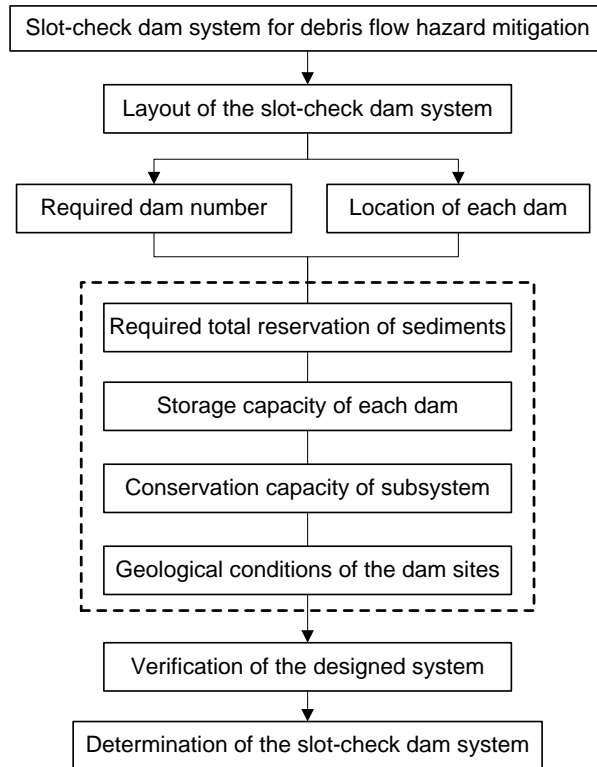 Slot-check dam system for debris flow hazard mitigation
Layout of the slot-check dam system
Required dam number
Location of each dam
Required total reservation of sediments
Storage capacity of each dam
Conservation capacity of subsystem
Geological conditions of the dam sites
Verification of the designed system
Determination of the slot-check dam system